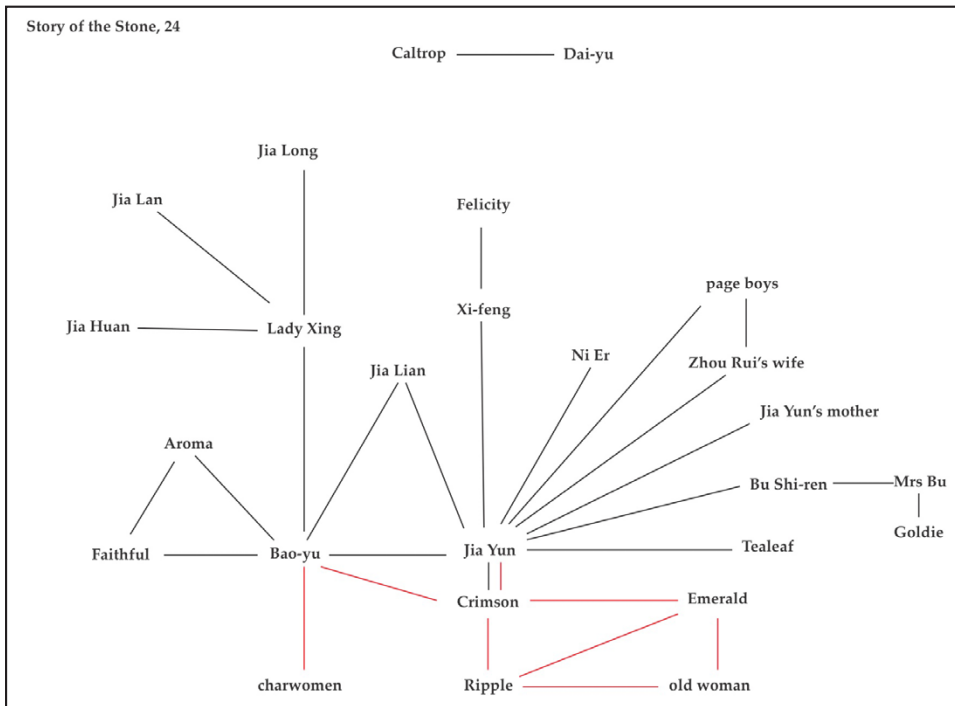 Story of the Stone, 24
Caltrop
Dai-yu
Jia Long
Jia Lan
Felicity
page boys
Xi-feng
Jia Huan
Lady Xing
Ni Er
Zhou Rui's wife
Jia Lian
Jia Yun's mother
Aroma
Bu Shi-ren
Mrs Bu
Goldie
Faithful
Bao-yu
Jia Yun
Tealeaf
Crimson
Emerald
charwomen
Ripple
old woman